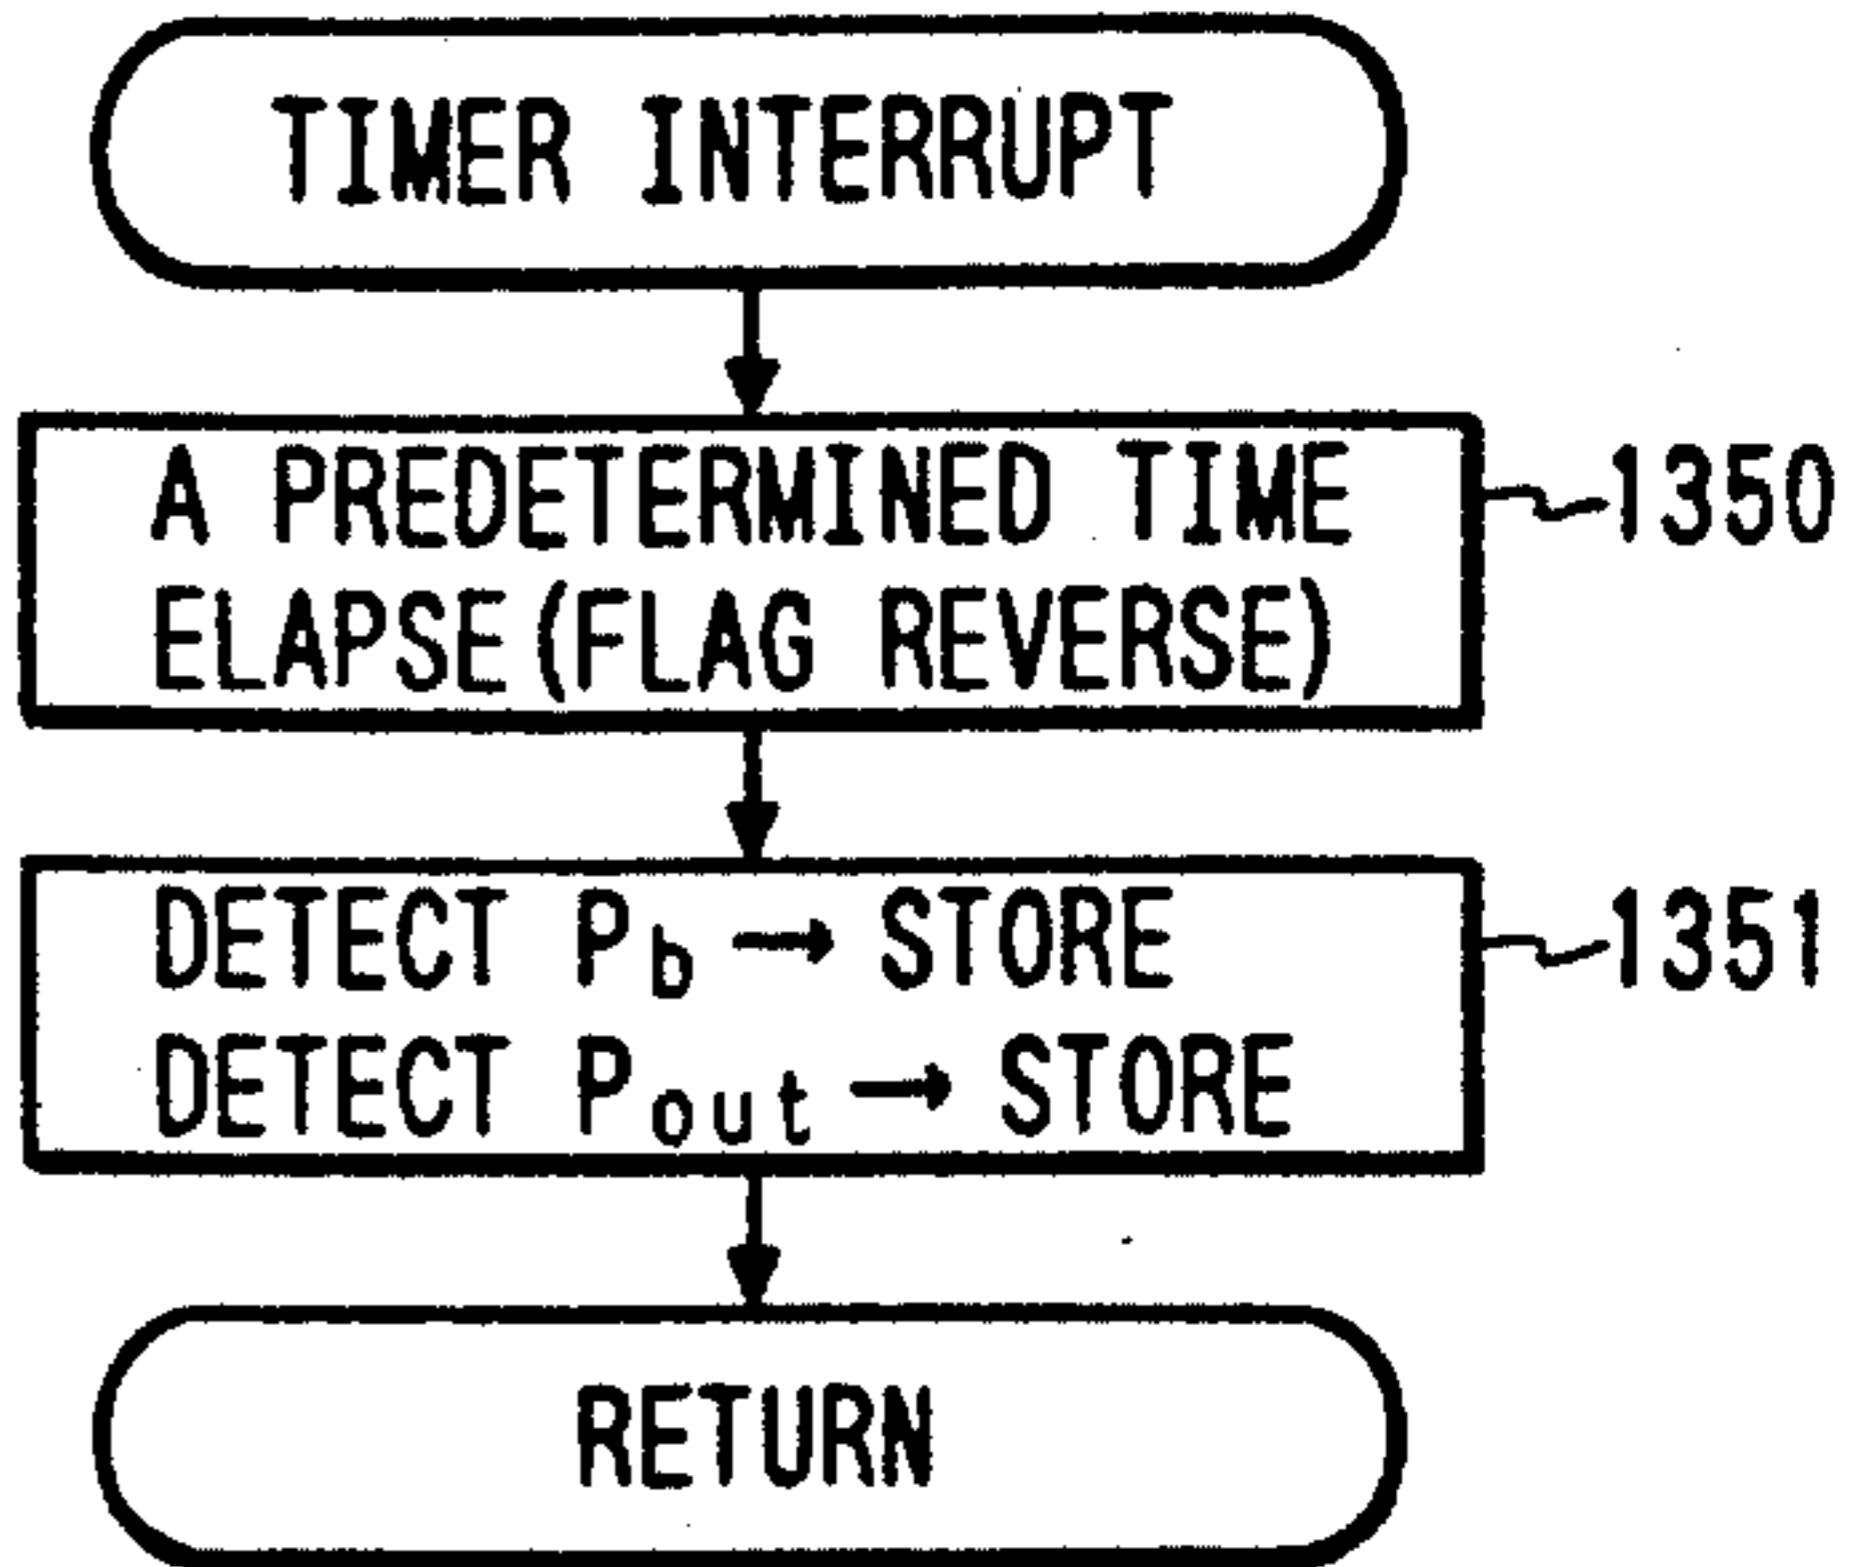 TIMER INTERRUPT
A PREDETERMINED TIME 1350
ELAPSE(FLAG REVERSE)
DETECT Pb → STORE 1351
DETECT Pout → STORE
RETURN